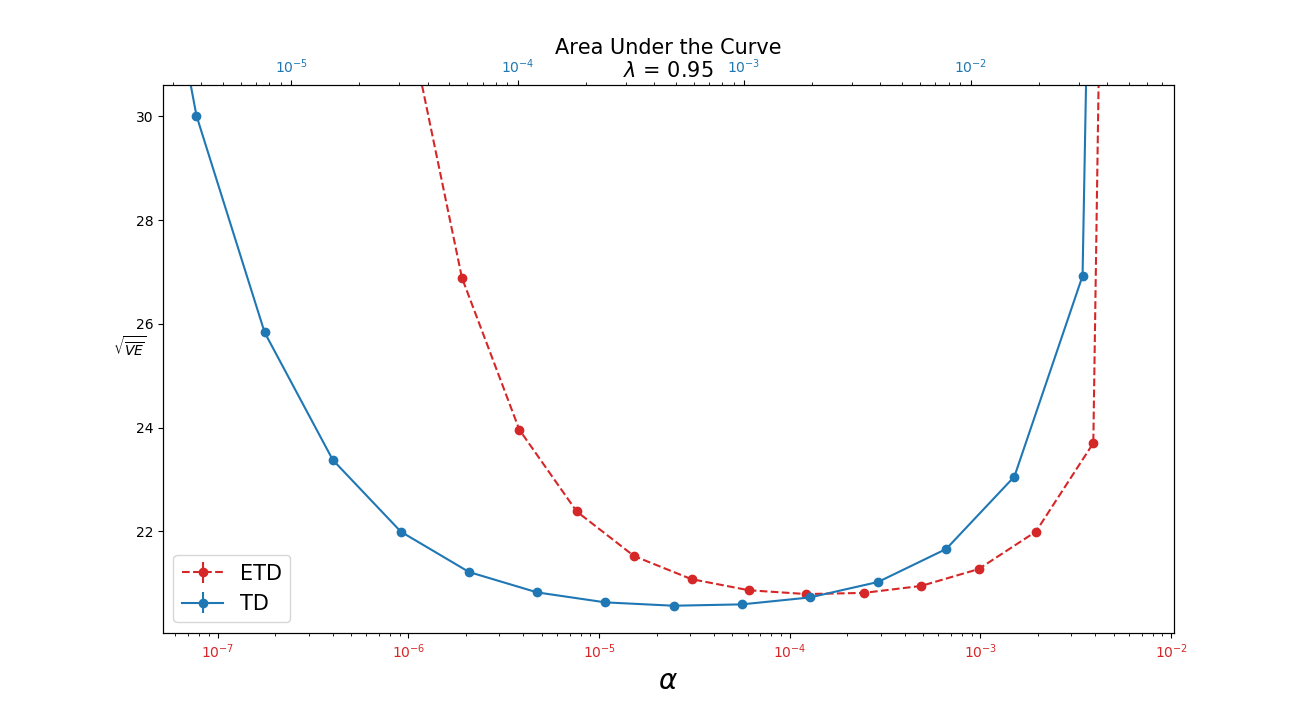 Area Under the Curve
λ = 0.95
10⁻⁵ 10⁻⁴ 10⁻³ 10⁻²
30
28
26
√VE
24
22
ETD
TD
10⁻⁷ 10⁻⁶ 10⁻⁵ 10⁻⁴ 10⁻³ 10⁻²
α